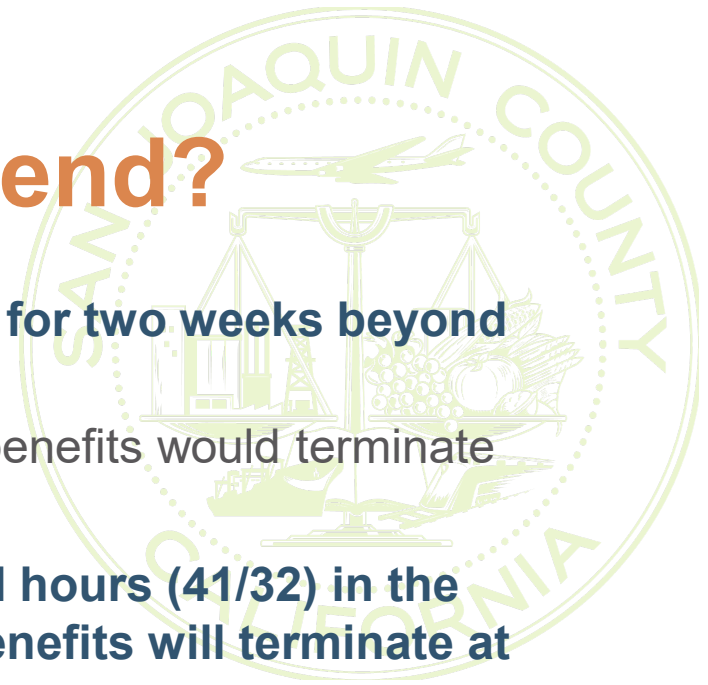 SAN JOAQUIN COUNTY
end?
for two weeks beyond
benefits would terminate
hours (41/32) in the
enefits will terminate at
CALIFORNIA